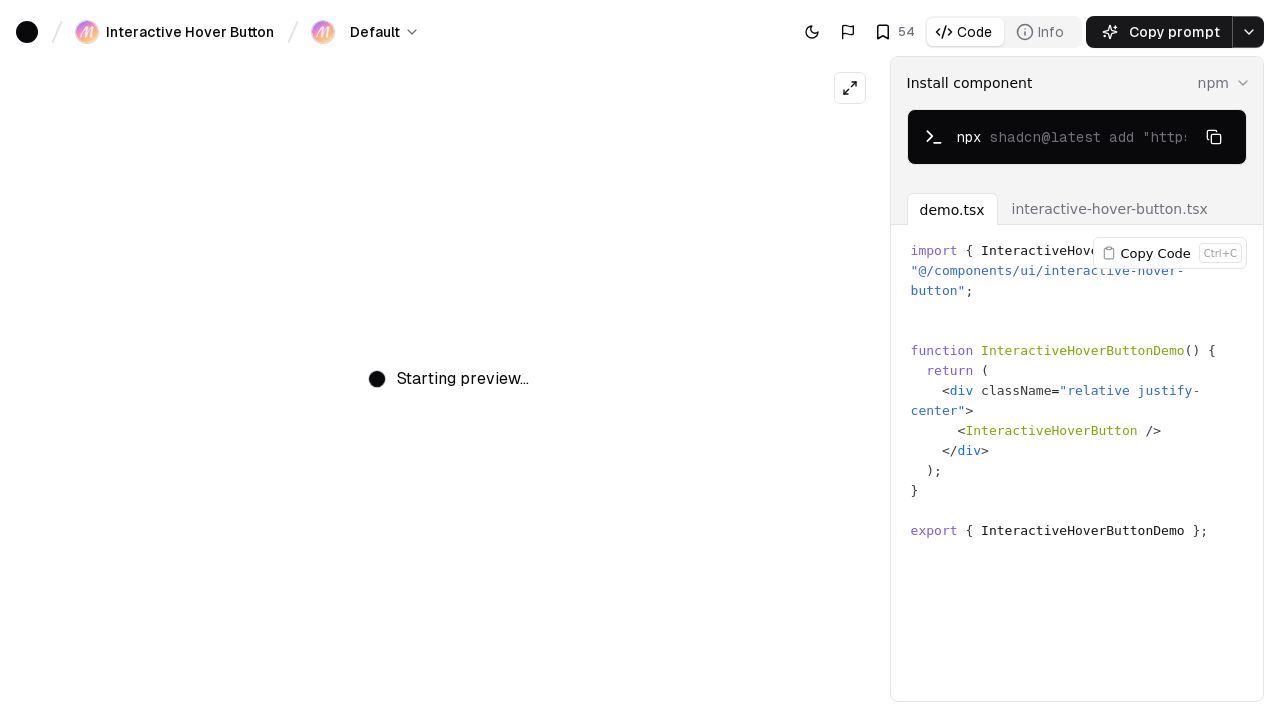 Interactive Hover Button
Default
54
Code
Info
Copy prompt
Install component
npm
npx shadcn@latest add "http
demo.tsx
interactive-hover-button.tsx
Copy Code
Ctrl+C
import { InteractiveHov
"@/components/ui/interactive-hover-
button";
function InteractiveHoverButtonDemo() {
return (
<div className="relative justify-
center">
<InteractiveHoverButton />
</div>
);
}
export { InteractiveHoverButtonDemo };
Starting preview...